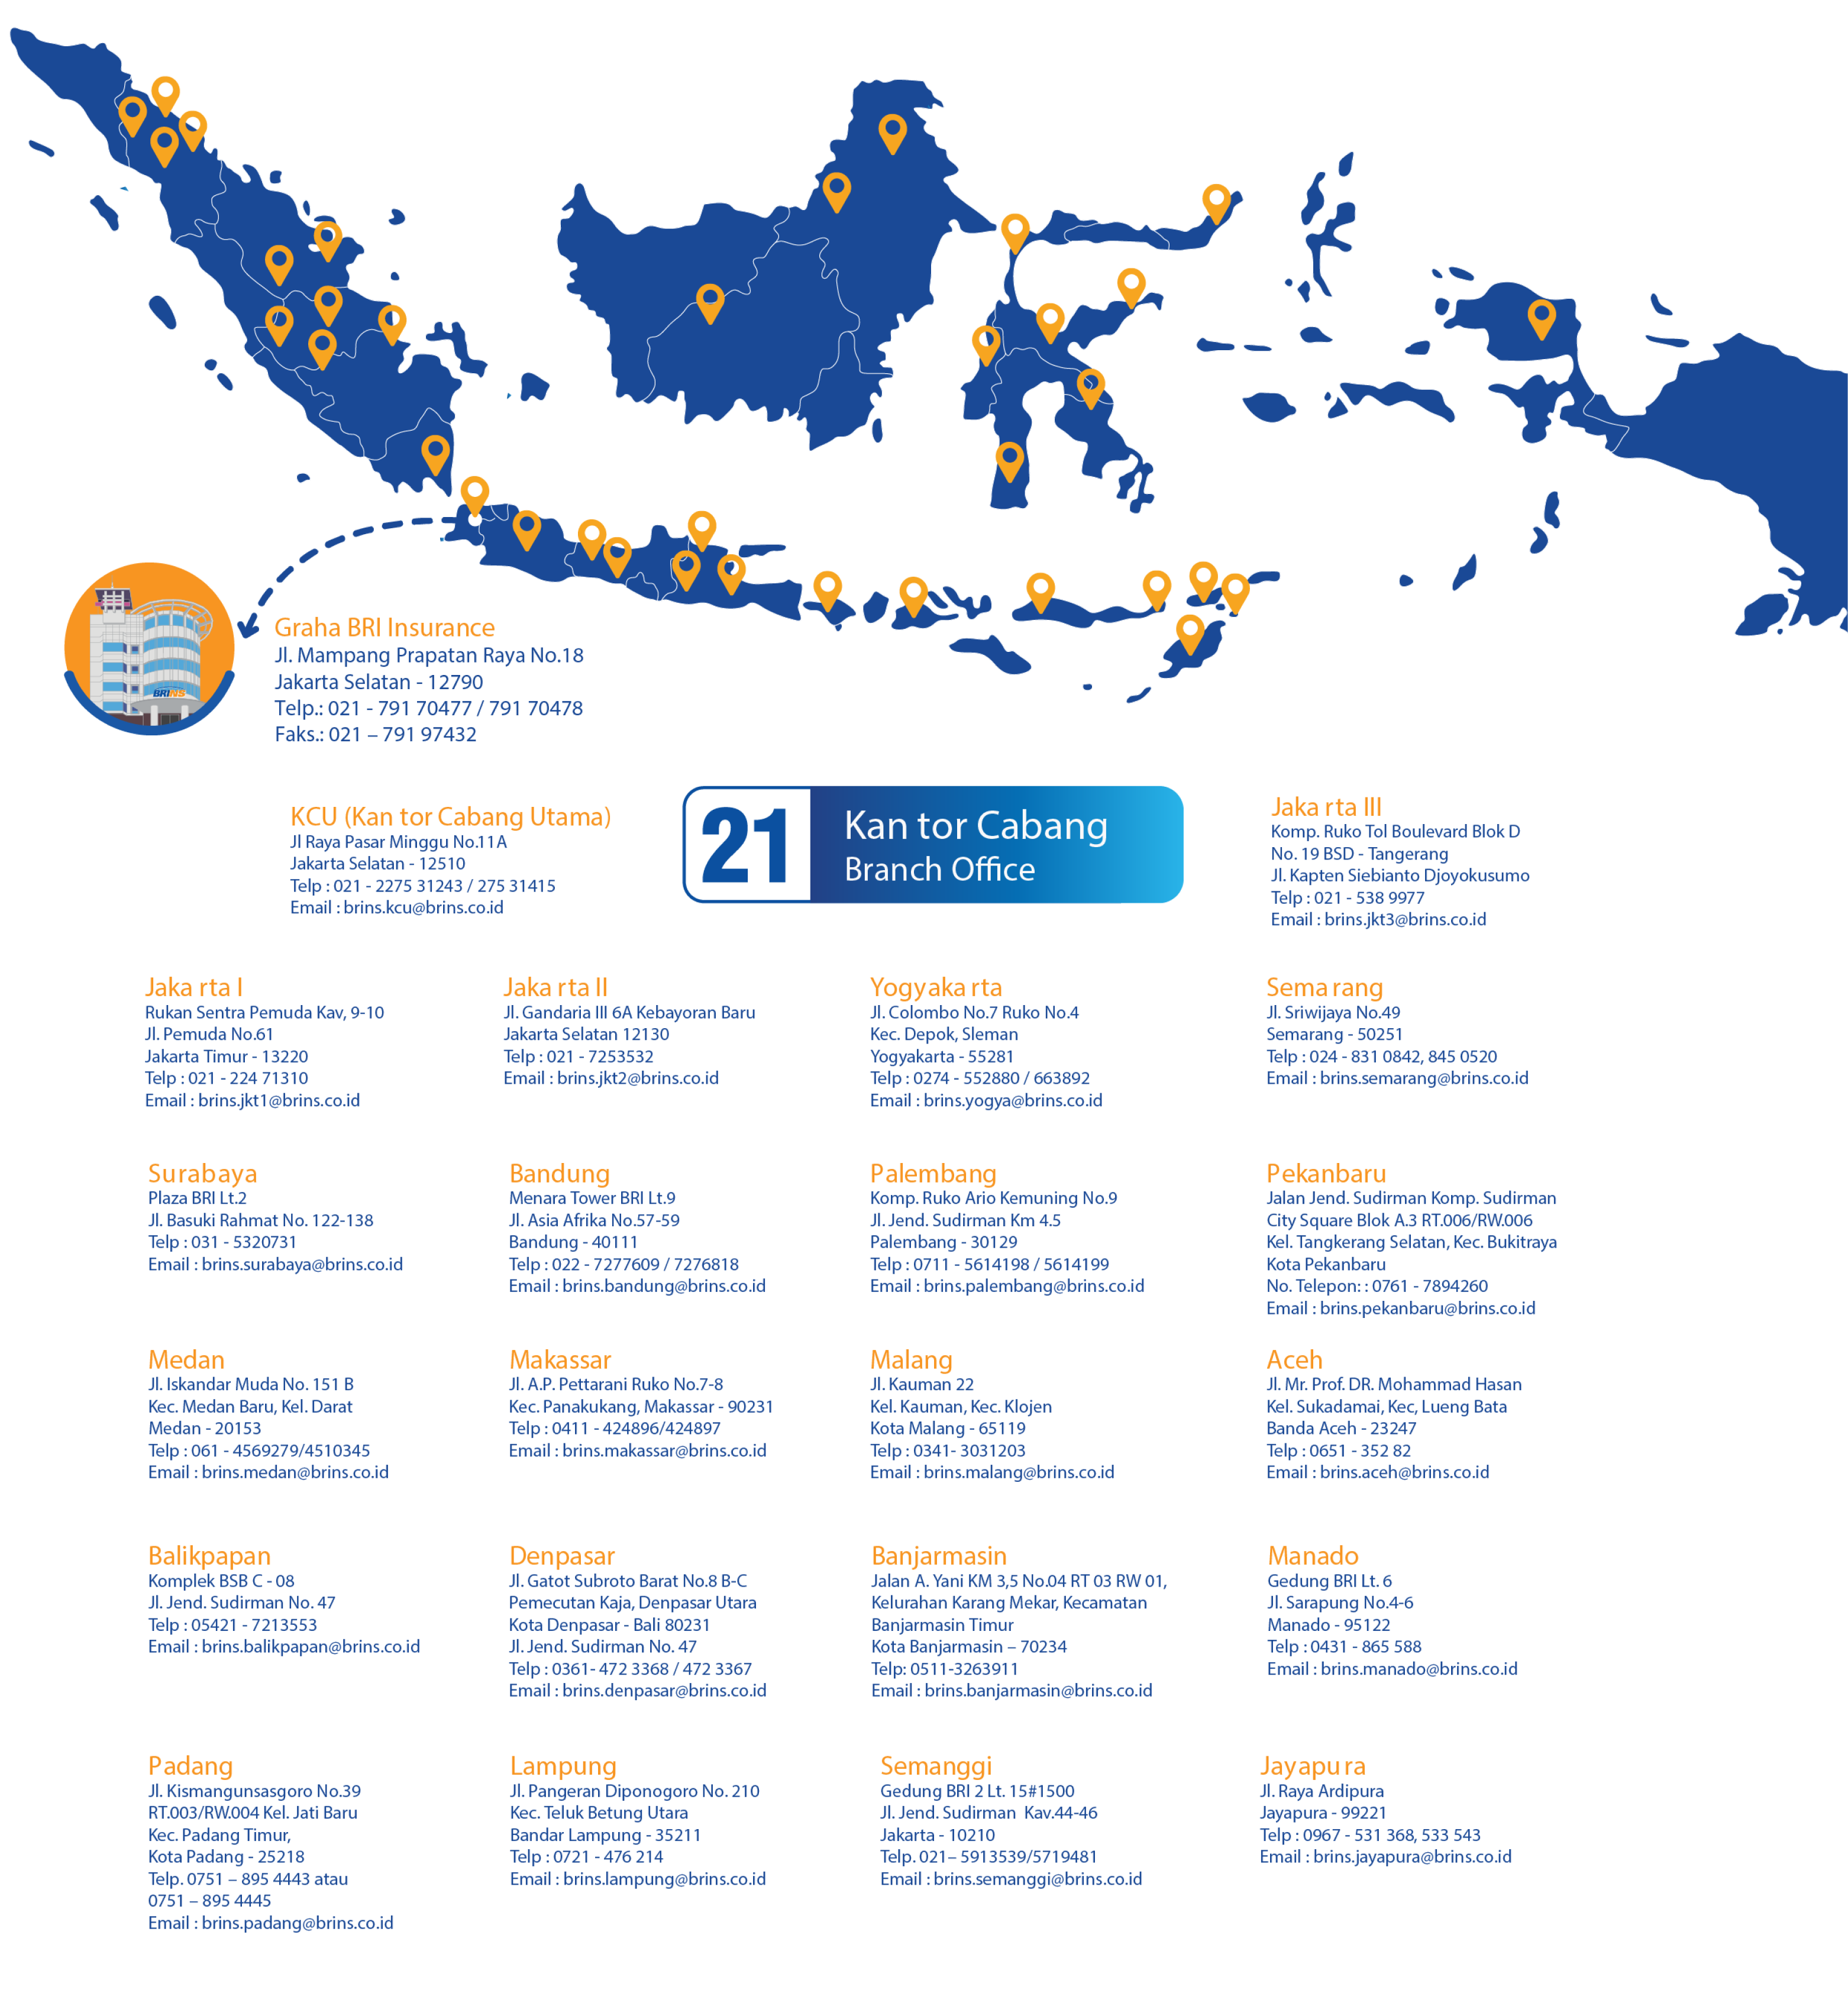 BRINS
Graha BRI Insurance
Jl. Mampang Prapatan Raya No.18
Jakarta Selatan - 12790
Telp.: 021 - 791 70477 / 791 70478
Faks.: 021 – 791 97432
KCU (Kan tor Cabang Utama)
Jl Raya Pasar Minggu No.11A
Jakarta Selatan - 12510
Telp : 021 - 2275 31243 / 275 31415
Email : brins.kcu@brins.co.id
21
Kan tor Cabang
Branch Office
Jaka rta III
Komp. Ruko Tol Boulevard Blok D
No. 19 BSD - Tangerang
Jl. Kapten Siebianto Djoyokusumo
Telp : 021 - 538 9977
Email : brins.jkt3@brins.co.id
Jaka rta I
Rukan Sentra Pemuda Kav, 9-10
Jl. Pemuda No.61
Jakarta Timur - 13220
Telp : 021 - 224 71310
Email : brins.jkt1@brins.co.id
Jaka rta II
Jl. Gandaria III 6A Kebayoran Baru
Jakarta Selatan 12130
Telp : 021 - 7253532
Email : brins.jkt2@brins.co.id
Yogyaka rta
Jl. Colombo No.7 Ruko No.4
Kec. Depok, Sleman
Yogyakarta - 55281
Telp : 0274 - 552880 / 663892
Email : brins.yogya@brins.co.id
Sema rang
Jl. Sriwijaya No.49
Semarang - 50251
Telp : 024 - 831 0842, 845 0520
Email : brins.semarang@brins.co.id
Surabaya
Plaza BRI Lt.2
Jl. Basuki Rahmat No. 122-138
Telp : 031 - 5320731
Email : brins.surabaya@brins.co.id
Bandung
Menara Tower BRI Lt.9
Jl. Asia Afrika No.57-59
Bandung - 40111
Telp : 022 - 7277609 / 7276818
Email : brins.bandung@brins.co.id
Palembang
Komp. Ruko Ario Kemuning No.9
Jl. Jend. Sudirman Km 4.5
Palembang - 30129
Telp : 0711 - 5614198 / 5614199
Email : brins.palembang@brins.co.id
Pekanbaru
Jalan Jend. Sudirman Komp. Sudirman
City Square Blok A.3 RT.006/RW.006
Kel. Tangkerang Selatan, Kec. Bukitraya
Kota Pekanbaru
No. Telepon: : 0761 - 7894260
Email : brins.pekanbaru@brins.co.id
Medan
Jl. Iskandar Muda No. 151 B
Kec. Medan Baru, Kel. Darat
Medan - 20153
Telp : 061 - 4569279/4510345
Email : brins.medan@brins.co.id
Makassar
Jl. A.P. Pettarani Ruko No.7-8
Kec. Panakukang, Makassar - 90231
Telp : 0411 - 424896/424897
Email : brins.makassar@brins.co.id
Malang
Jl. Kauman 22
Kel. Kauman, Kec. Klojen
Kota Malang - 65119
Telp : 0341- 3031203
Email : brins.malang@brins.co.id
Aceh
Jl. Mr. Prof. DR. Mohammad Hasan
Kel. Sukadamai, Kec, Lueng Bata
Banda Aceh - 23247
Telp : 0651 - 352 82
Email : brins.aceh@brins.co.id
Balikpapan
Komplek BSB C - 08
Jl. Jend. Sudirman No. 47
Telp : 05421 - 7213553
Email : brins.balikpapan@brins.co.id
Denpasar
Jl. Gatot Subroto Barat No.8 B-C
Pemecutan Kaja, Denpasar Utara
Kota Denpasar - Bali 80231
Jl. Jend. Sudirman No. 47
Telp : 0361- 472 3368 / 472 3367
Email : brins.denpasar@brins.co.id
Banjarmasin
Jalan A. Yani KM 3,5 No.04 RT 03 RW 01,
Kelurahan Karang Mekar, Kecamatan
Banjarmasin Timur
Kota Banjarmasin – 70234
Telp: 0511-3263911
Email : brins.banjarmasin@brins.co.id
Manado
Gedung BRI Lt. 6
Jl. Sarapung No.4-6
Manado - 95122
Telp : 0431 - 865 588
Email : brins.manado@brins.co.id
Padang
Jl. Kismangunsasgoro No.39
RT.003/RW.004 Kel. Jati Baru
Kec. Padang Timur,
Kota Padang - 25218
Telp. 0751 – 895 4443 atau
0751 – 895 4445
Email : brins.padang@brins.co.id
Lampung
Jl. Pangeran Diponogoro No. 210
Kec. Teluk Betung Utara
Bandar Lampung - 35211
Telp : 0721 - 476 214
Email : brins.lampung@brins.co.id
Semanggi
Gedung BRI 2 Lt. 15#1500
Jl. Jend. Sudirman  Kav.44-46
Jakarta - 10210
Telp. 021– 5913539/5719481
Email : brins.semanggi@brins.co.id
Jayapu ra
Jl. Raya Ardipura
Jayapura - 99221
Telp : 0967 - 531 368, 533 543
Email : brins.jayapura@brins.co.id